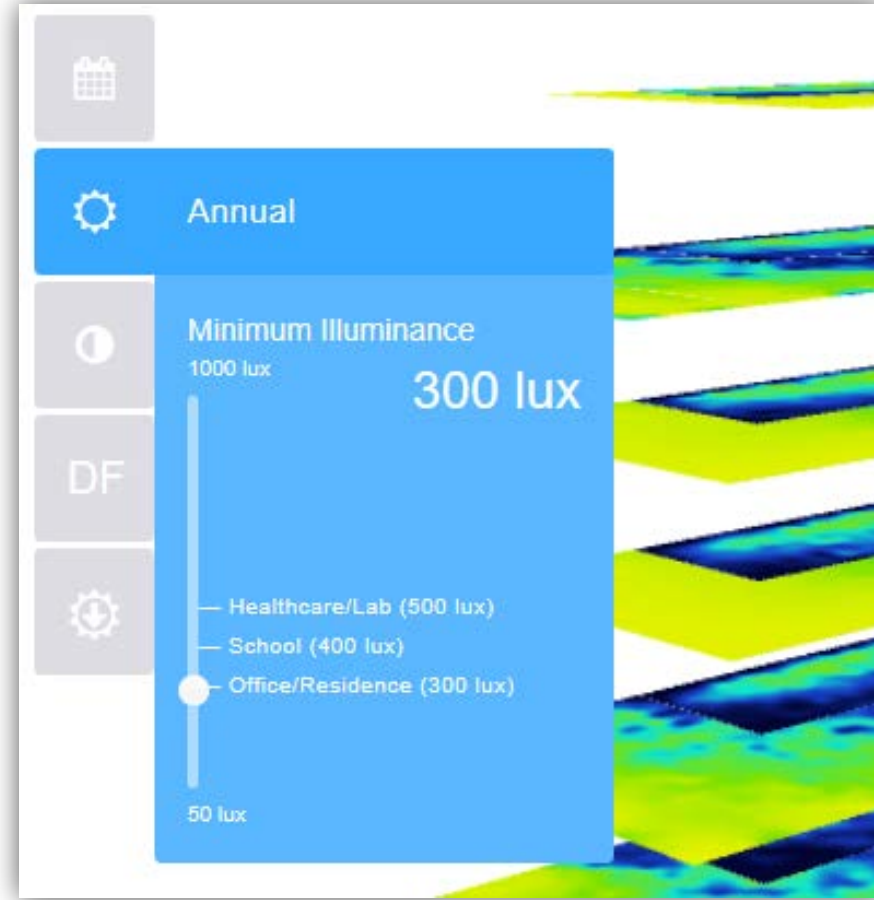 Annual
Minimum Illuminance
1000 lux
300 lux
DF
Healthcare/Lab (500 lux)
School (400 lux)
Office/Residence (300 lux)
50 lux